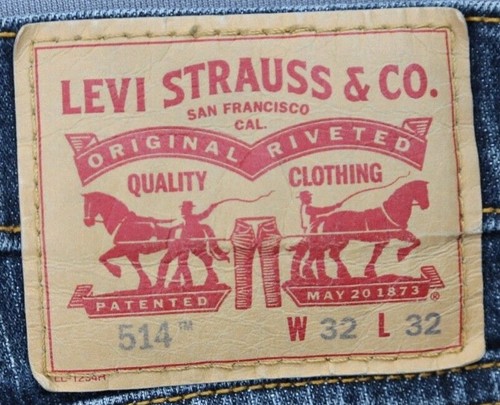 LEVI STRAUSS & CO.
SAN FRANCISCO
CAL.
ORIGINAL RIVETED
QUALITY CLOTHING
PATENTED MAY 20 1873 ®
514™ W 32 L 32